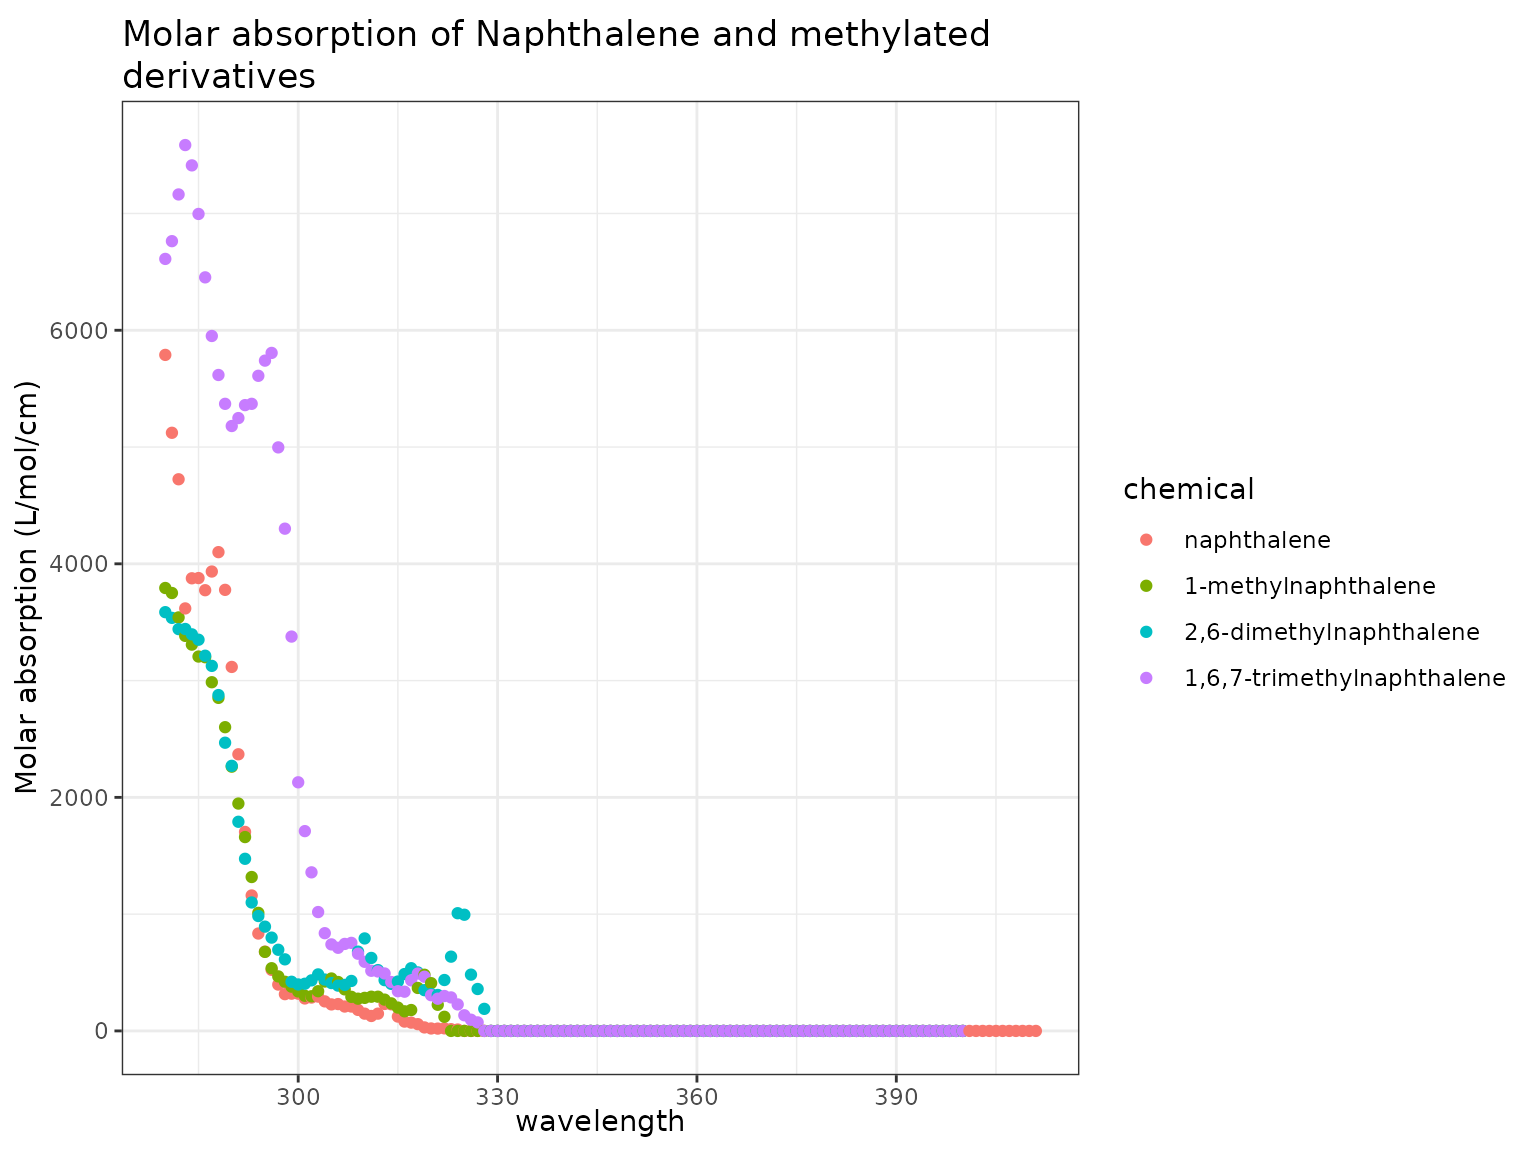 Molar absorption of Naphthalene and methylated
derivatives
Molar absorption (L/mol/cm)
6000
4000
2000
0
300 330 360 390
wavelength
chemical
naphthalene
1-methylnaphthalene
2,6-dimethylnaphthalene
1,6,7-trimethylnaphthalene